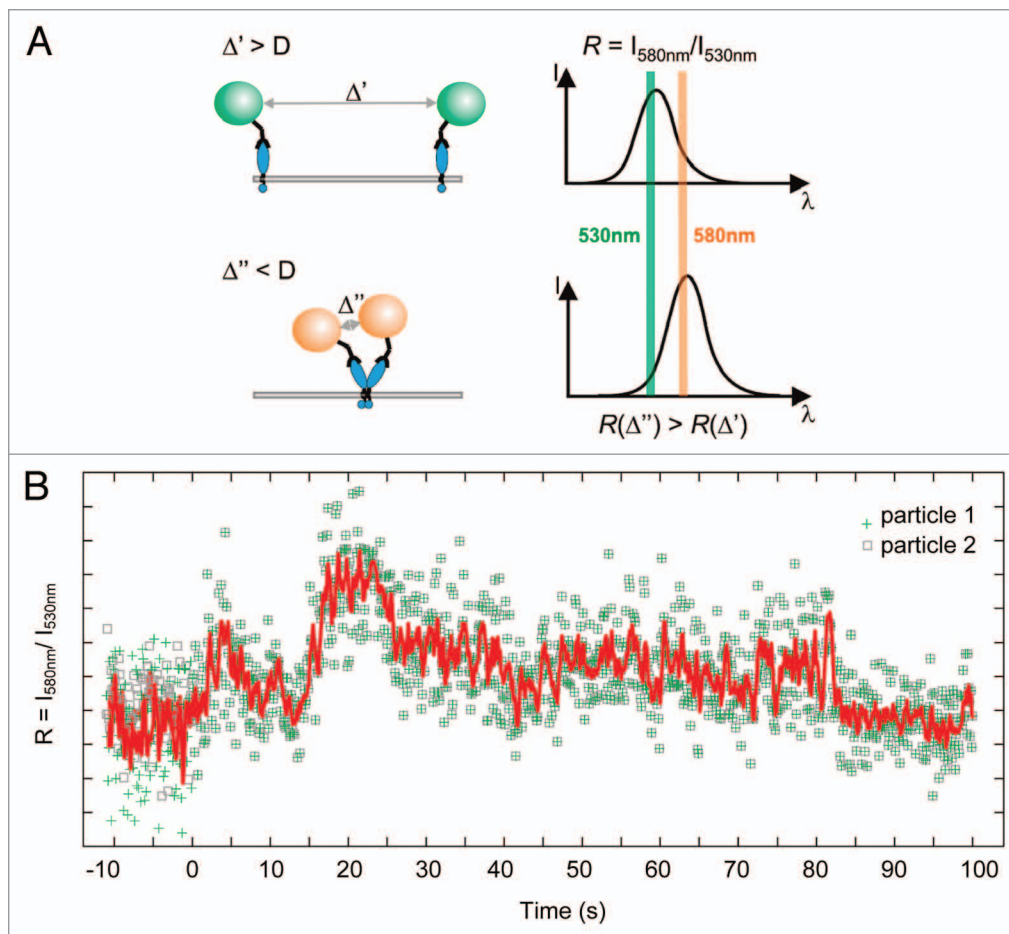 A
Δ' > D
Δ'
R = I580nm/I530nm
I
λ
530nm
580nm
Δ'' < D
Δ''
I
λ
R(Δ'') > R(Δ')
B
particle 1
particle 2
R = I580nm/ I530nm
-10 0 10 20 30 40 50 60 70 80 90 100
Time (s)